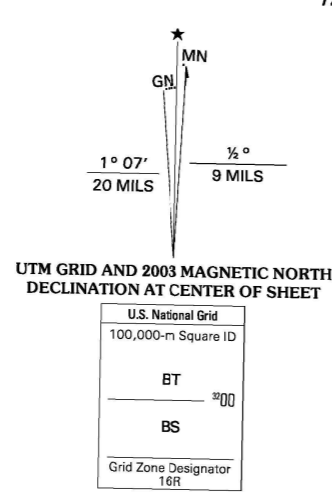 ★
MN
GN
1° 07′
20 MILS
½°
9 MILS
UTM GRID AND 2003 MAGNETIC NORTH
DECLINATION AT CENTER OF SHEET
U.S. National Grid
100,000-m Square ID
BT
³²00
BS
Grid Zone Designator
16R